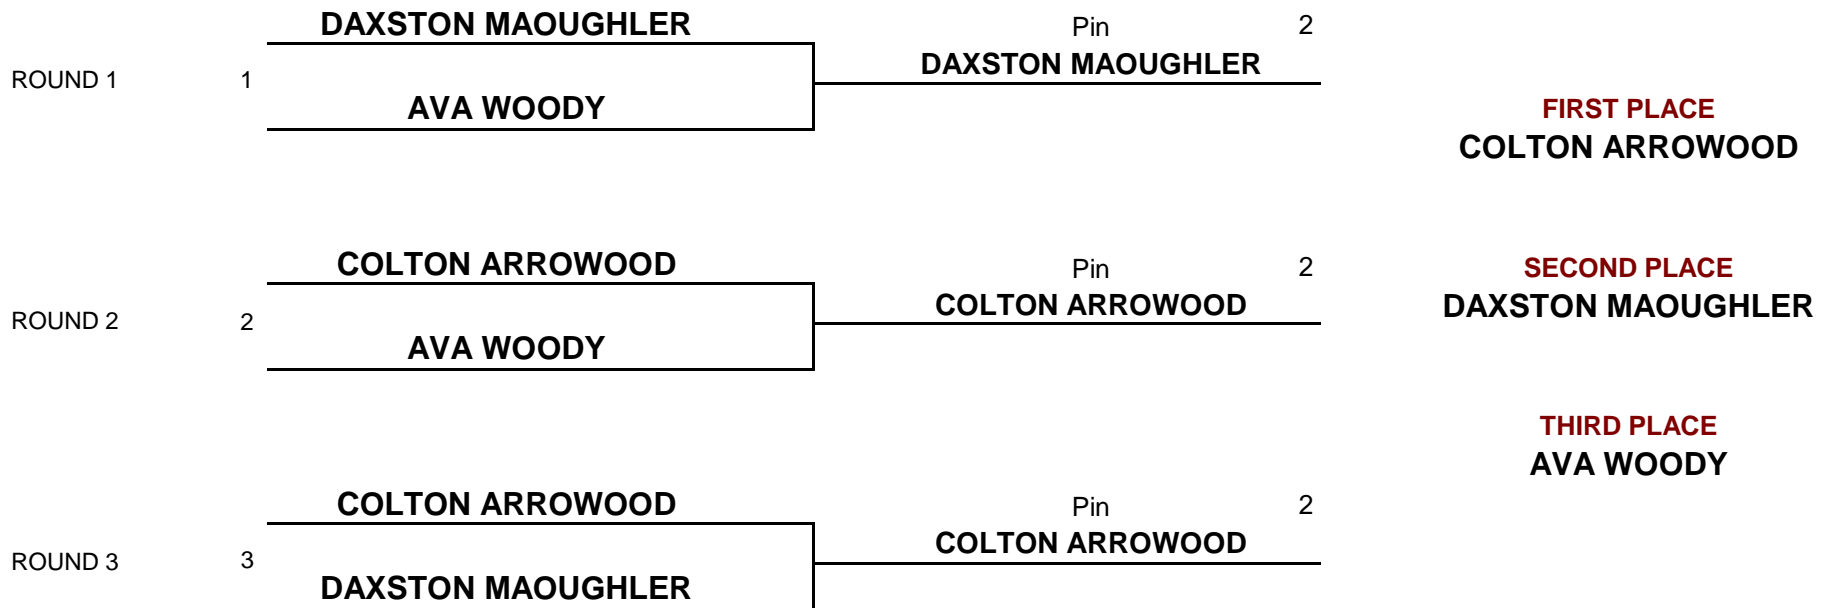 DAXSTON MAOUGHLER
Pin 2
ROUND 1 1
DAXSTON MAOUGHLER
AVA WOODY
FIRST PLACE
COLTON ARROWOOD
COLTON ARROWOOD
Pin 2
SECOND PLACE
ROUND 2 2
COLTON ARROWOOD
DAXSTON MAOUGHLER
AVA WOODY
THIRD PLACE
AVA WOODY
COLTON ARROWOOD
Pin 2
ROUND 3 3
COLTON ARROWOOD
DAXSTON MAOUGHLER